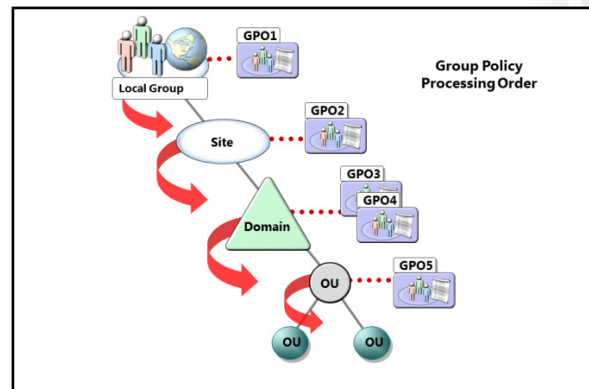 GPO1
Group Policy
Processing Order
Local Group
GPO2
Site
GPO3
GPO4
Domain
GPO5
OU
OU
OU